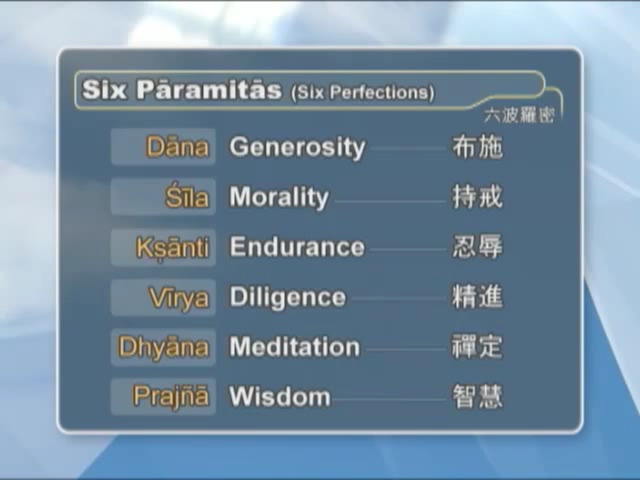 Six Pāramitās (Six Perfections)
六波羅密
Dāna Generosity 布施
Śīla Morality 持戒
Kṣānti Endurance 忍辱
Vīrya Diligence 精進
Dhyāna Meditation 禪定
Prajñā Wisdom 智慧